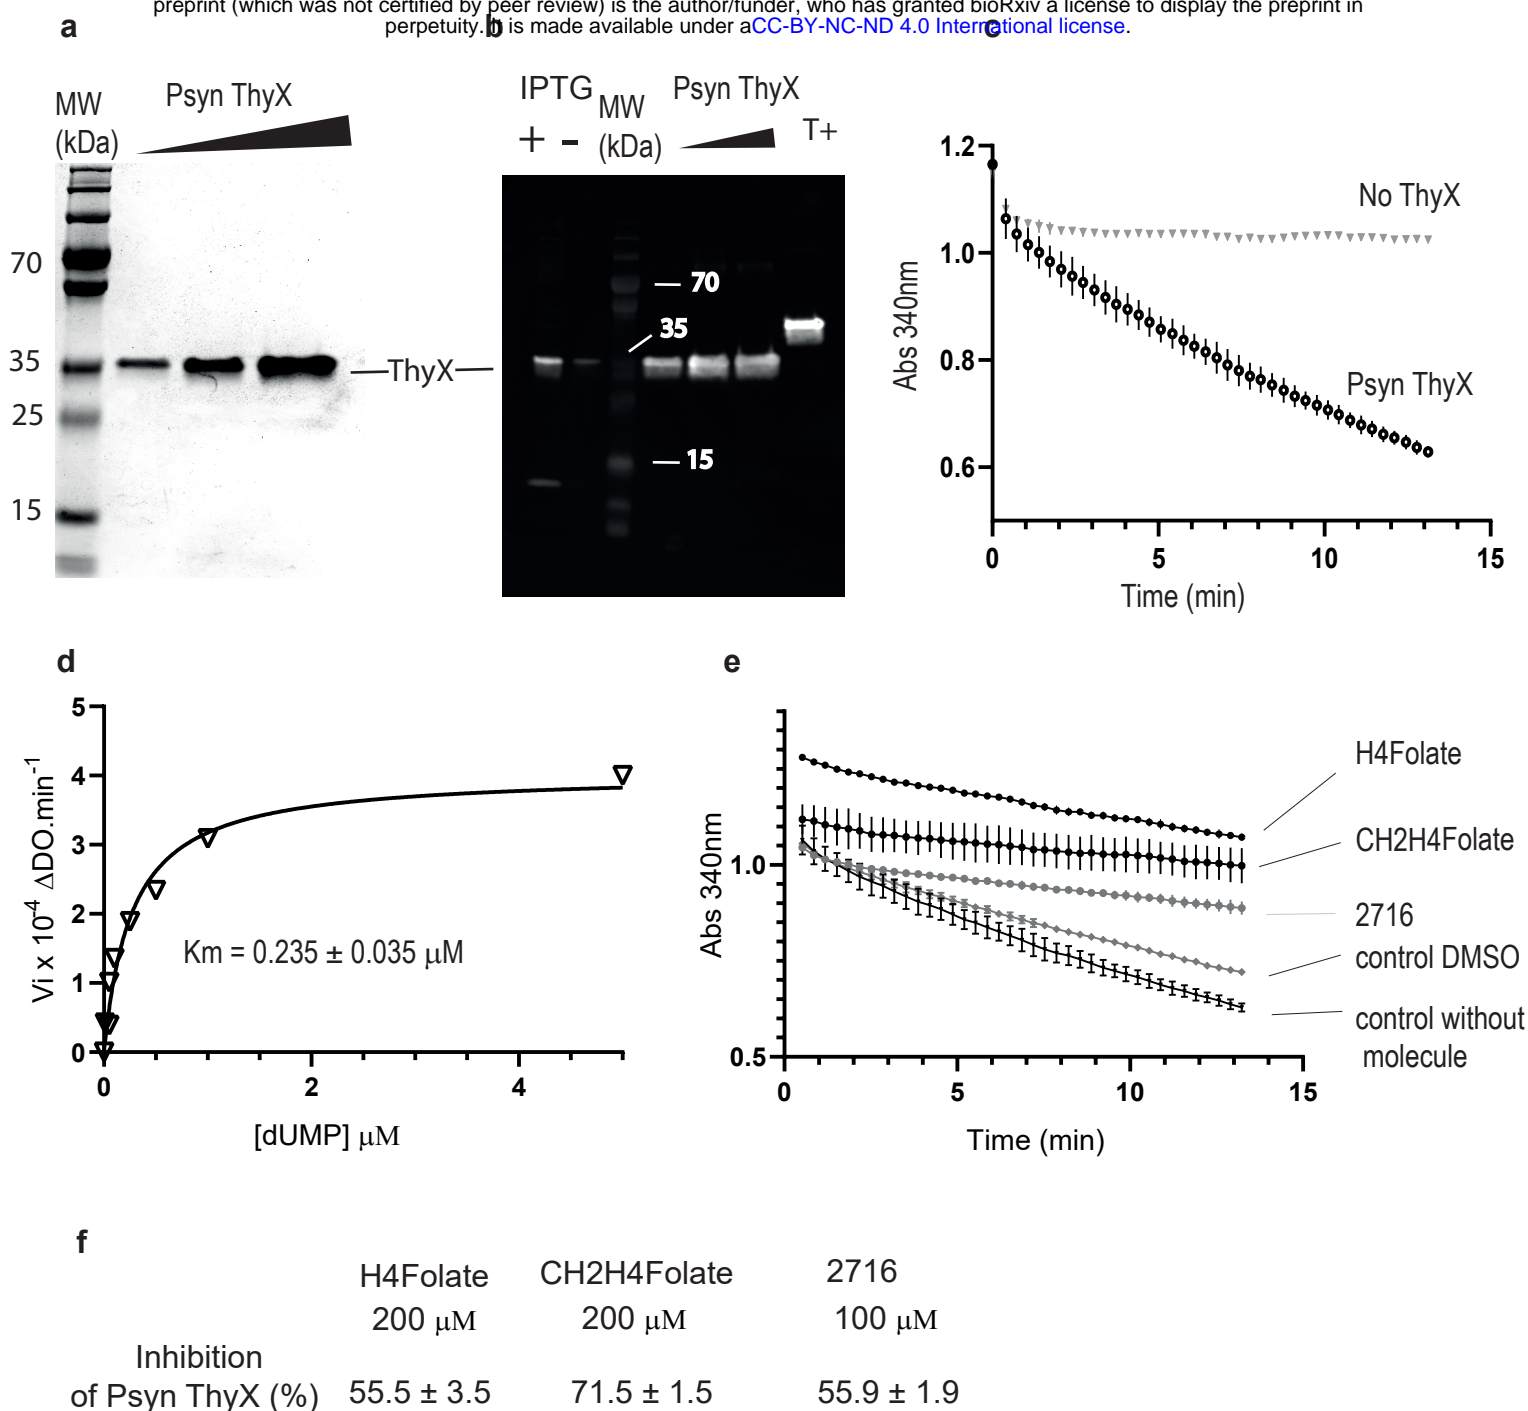 preprint (which was not certified by peer review) is the author/funder, who has granted bioRxiv a license to display the preprint in
perpetuity. It is made available under aCC-BY-NC-ND 4.0 International license.
a
MW
(kDa)
Psyn ThyX
70
35
25
15
ThyX
b
IPTG
+ -
MW
(kDa)
Psyn ThyX
T+
70
35
15
c
1.2
1.0
0.8
0.6
Abs 340nm
No ThyX
Psyn ThyX
0 5 10 15
Time (min)
d
5
4
3
2
1
0
Vi x 10-4 ΔDO.min-1
Km = 0.235 ± 0.035 μM
0 2 4
[dUMP] μM
e
1.0
0.5
Abs 340nm
H4Folate
CH2H4Folate
2716
control DMSO
control without
molecule
0 5 10 15
Time (min)
f
H4Folate CH2H4Folate 2716
200 μM 200 μM 100 μM
Inhibition
of Psyn ThyX (%) 55.5 ± 3.5 71.5 ± 1.5 55.9 ± 1.9